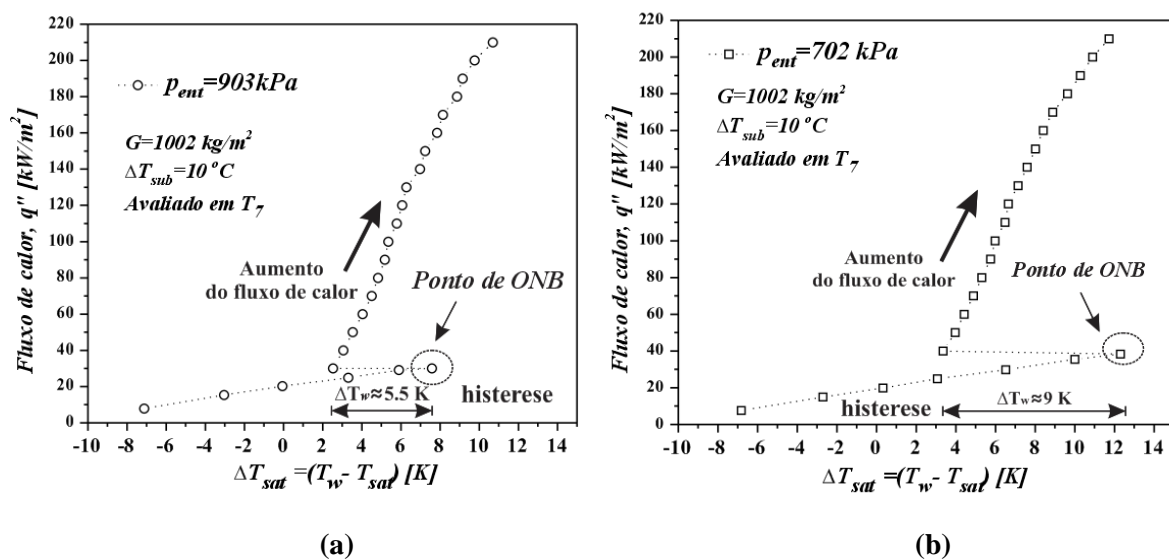 220
210
200
180
160
140
120
100
80
60
40
20
0
Fluxo de calor, q" [kW/m²]
p_ent=903kPa
G=1002 kg/m²
ΔT_sub=10 °C
Avaliado em T_7
Aumento
do fluxo de calor
Ponto de ONB
ΔT_w≈5.5 K
histerese
-8 -6 -4 -2 0 2 4 6 8 10 12 14
ΔT_sat =(T_w- T_sat) [K]
(a)
220
200
180
160
140
120
100
80
60
40
20
0
Fluxo de calor, q" [kW/m²]
p_ent=702 kPa
G=1002 kg/m²
ΔT_sub=10 °C
Avaliado em T_7
Aumento
do fluxo de calor
Ponto de ONB
histerese
ΔT_w≈9 K
-8 -6 -4 -2 0 2 4 6 8 10 12 14
ΔT_sat =(T_w- T_sat) [K]
(b)